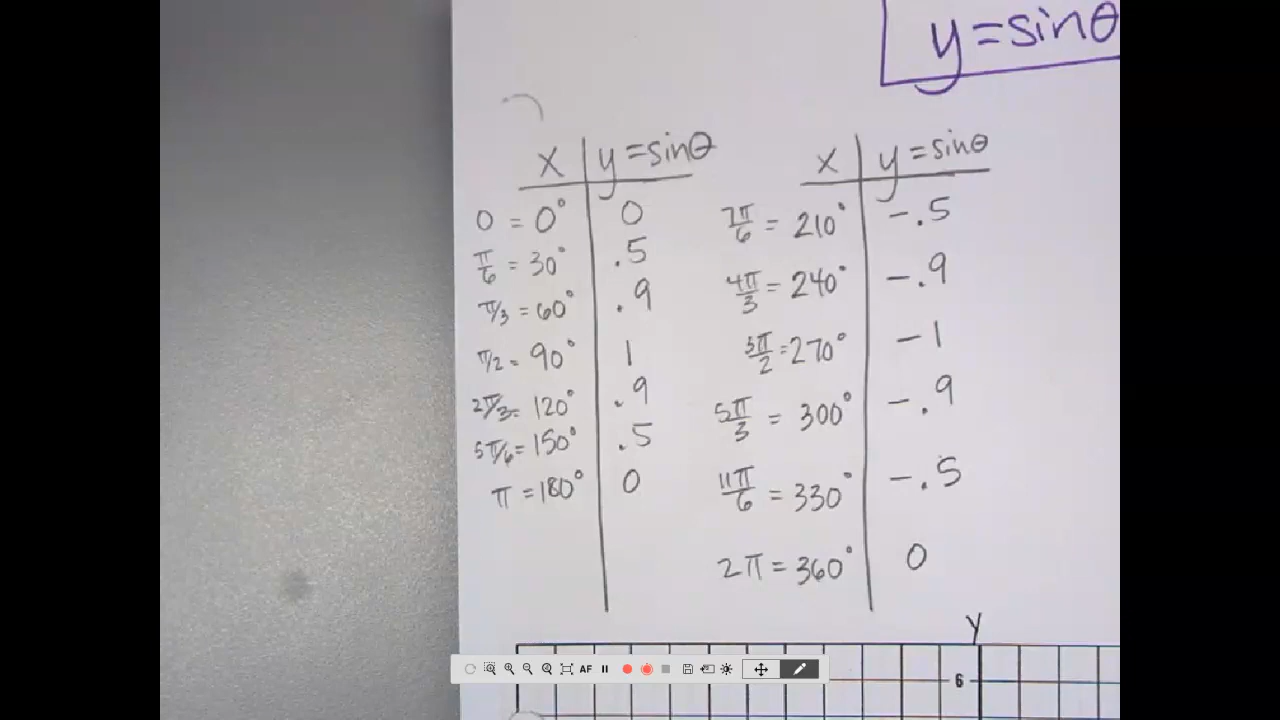 y=sinθ
x y=sinθ
0 = 0° 0
π/6 = 30° .5
π/3 = 60° .9
π/2 = 90° 1
2π/3 = 120° .9
5π/6 = 150° .5
π = 180° 0
x y=sinθ
7π/6 = 210° -.5
4π/3 = 240° -.9
3π/2 = 270° -1
5π/3 = 300° -.9
11π/6 = 330° -.5
2π = 360° 0
y
6
AF